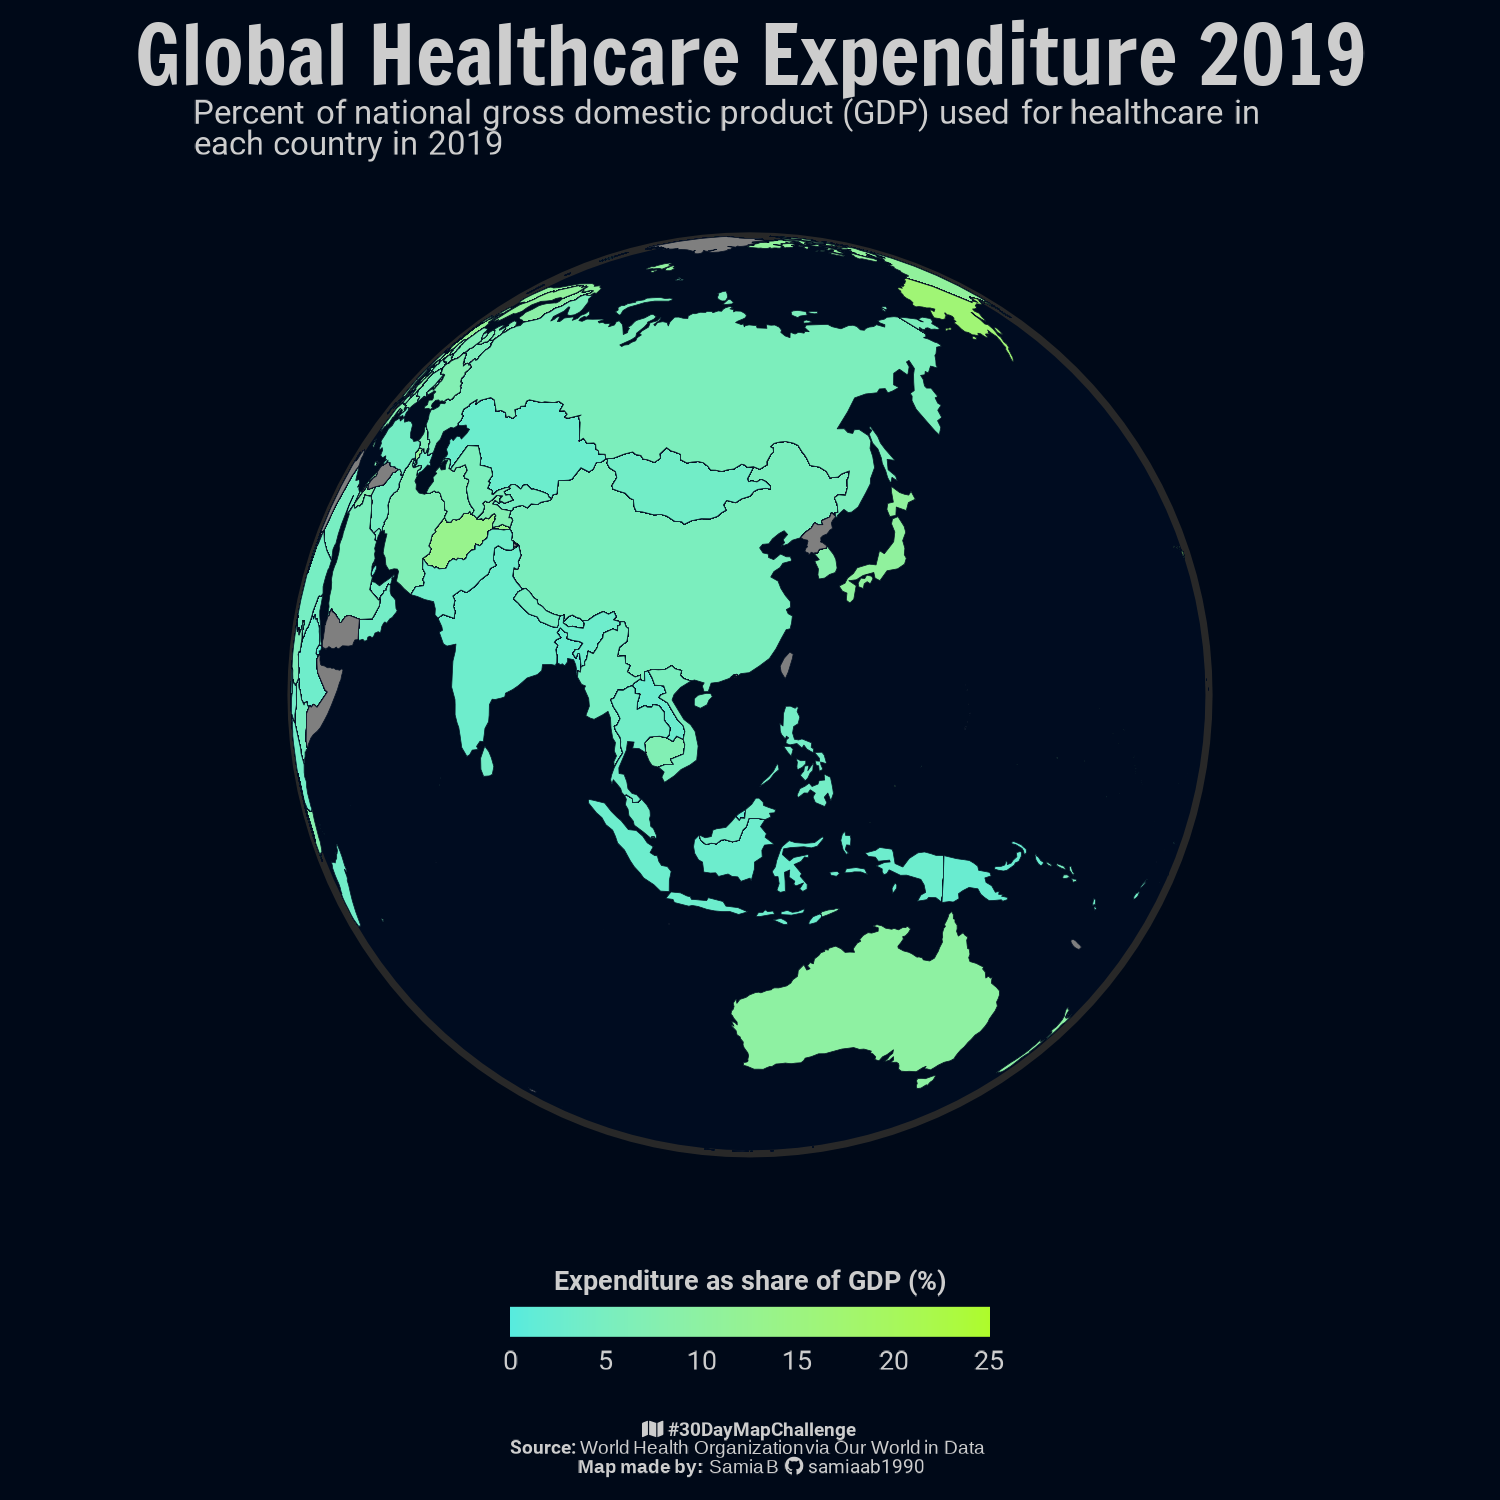 Global Healthcare Expenditure 2019
Percent of national gross domestic product (GDP) used for healthcare in
each country in 2019
Expenditure as share of GDP (%)
0 5 10 15 20 25
#30DayMapChallenge
Source: World Health Organization via Our World in Data
Map made by: Samia B samiaab1990